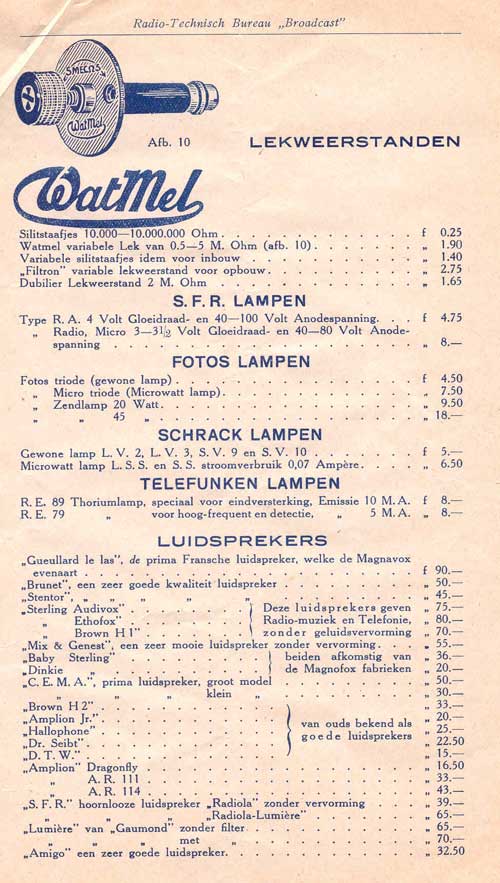 Radio-Technisch Bureau „Broadcast”
5 MEG Ω
WatMel
Afb. 10
LEKWEERSTANDEN
WatMel
Silitstaafjes 10.000—10.000.000 Ohm . . . . . f 0.25
Watmel variabele Lek van 0.5—5 M. Ohm (afb. 10) . . . . . „ 1.90
Variabele silitstaafjes idem voor inbouw . . . . . „ 1.40
„Filtron” variable lekweerstand voor opbouw . . . . . „ 2.75
Dubilier Lekweerstand 2 M. Ohm . . . . . „ 1.65
S.F.R. LAMPEN
Type R. A. 4 Volt Gloeidraad- en 40—100 Volt Anodespanning. . . f 4.75
„ Radio, Micro 3—3½ Volt Gloeidraad- en 40—80 Volt Anode-
spanning . . . . . „ 8.—
FOTOS LAMPEN
Fotos triode (gewone lamp) . . . . . f 4.50
„ Micro triode (Microwatt lamp) . . . . . „ 7.50
„ Zendlamp 20 Watt . . . . . „ 9.50
„ „ 45 „ . . . . . „ 18.—
SCHRACK LAMPEN
Gewone lamp L. V. 2, L. V. 3, S.V. 9 en S.V. 10 . . . . . f 5.—
Microwatt lamp L. S. S. en S. S. stroomverbruik 0,07 Ampère . . . . . „ 6.50
TELEFUNKEN LAMPEN
R. E. 89 Thoriumlamp, speciaal voor eindversterking, Emissie 10 M. A. f 8.—
R. E. 79 „ voor hoog-frequent en detectie, „ 5 M. A. „ 8.—
LUIDSPREKERS
„Gueullard le las”, de prima Fransche luidspreker, welke de Magnavox
evenaart . . . . . f 90.—
„Brunet”, een zeer goede kwaliteit luidspreker . . . . . „ 50.—
„Stentor”, „ „ „ „ „ . . . . . „ 45.—
„Sterling Audivox” . . . . . Deze luidsprekers geven „ 75.—
„ Ethofox” . . . . . Radio-muziek en Telefonie, „ 80.—
„ Brown H 1” . . . . . zonder geluidsvervorming „ 70.—
„Mix & Genest”, een zeer mooie luidspreker zonder vervorming. . . „ 55.—
„Baby Sterling” . . . . . beiden afkomstig van „ 36.—
„Dinkie „ . . . . . de Magnofox fabrieken „ 20.—
„C. E. M. A.”, prima luidspreker, groot model . . . . . „ 50.—
„ „ „ klein „ . . . . . „ 30.—
„Brown H 2” . . . . . „ 33.—
„Amplion Jr.” . . . . . van ouds bekend als „ 20.—
„Hallophone” . . . . . goede luidsprekers „ 25.—
„Dr. Seibt” . . . . . „ 22.50
„D. T. W.” . . . . . „ 15.—
„Amplion” Dragonfly . . . . . „ 16.50
„ A. R. 111 . . . . . „ 33.—
„ A. R. 114 . . . . . „ 43.—
„S. F. R.” hoornlooze luidspreker „Radiola” zonder vervorming . . „ 39.—
„ „ „ „Radiola-Lumière” . . . . . „ 65.—
„Lumière” van „Gaumond” zonder filter . . . . . „ 65.—
„ „ „ met „ . . . . . „ 70.—
„Amigo” een zeer goede luidspreker. . . . . „ 32.50